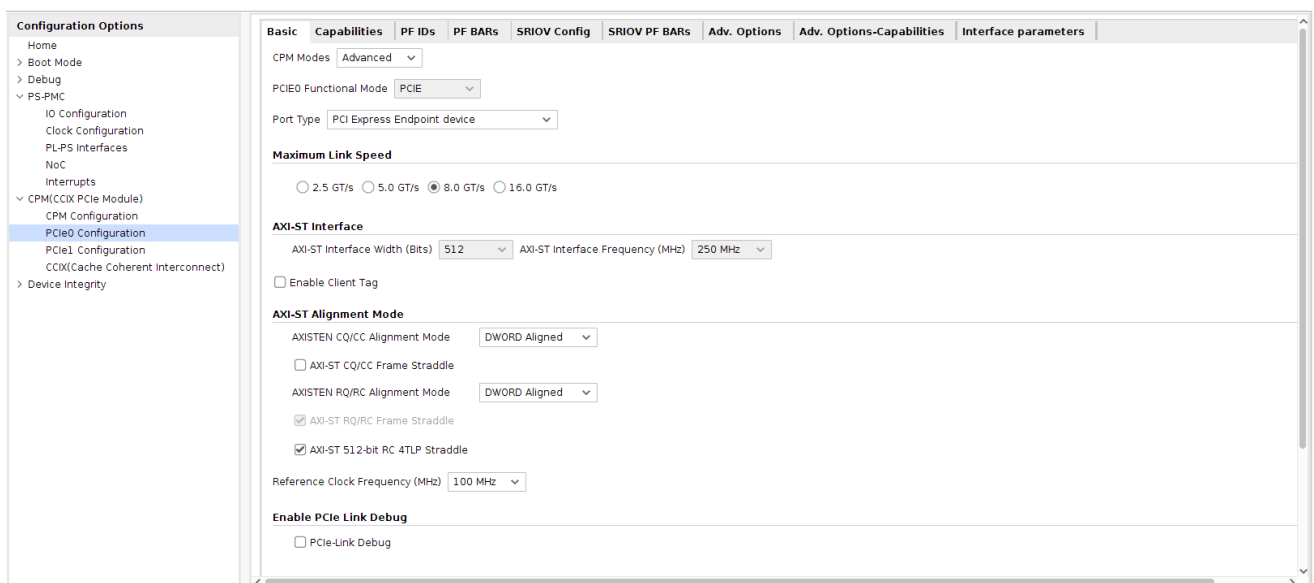 Configuration Options
Home
Boot Mode
Debug
PS-PMC
IO Configuration
Clock Configuration
PL-PS Interfaces
NoC
Interrupts
CPM(CCIX PCIe Module)
CPM Configuration
PCIe0 Configuration
PCIe1 Configuration
CCIX(Cache Coherent Interconnect)
Device Integrity
Basic Capabilities PF IDs PF BARs SRIOV Config SRIOV PF BARs Adv. Options Adv. Options-Capabilities Interface parameters
CPM Modes Advanced
PCIE0 Functional Mode PCIE
Port Type PCI Express Endpoint device
Maximum Link Speed
2.5 GT/s 5.0 GT/s 8.0 GT/s 16.0 GT/s
AXI-ST Interface
AXI-ST Interface Width (Bits) 512 AXI-ST Interface Frequency (MHz) 250 MHz
Enable Client Tag
AXI-ST Alignment Mode
AXISTEN CQ/CC Alignment Mode DWORD Aligned
AXI-ST CQ/CC Frame Straddle
AXISTEN RQ/RC Alignment Mode DWORD Aligned
AXI-ST RQ/RC Frame Straddle
AXI-ST 512-bit RC 4TLP Straddle
Reference Clock Frequency (MHz) 100 MHz
Enable PCIe Link Debug
PCIe-Link Debug